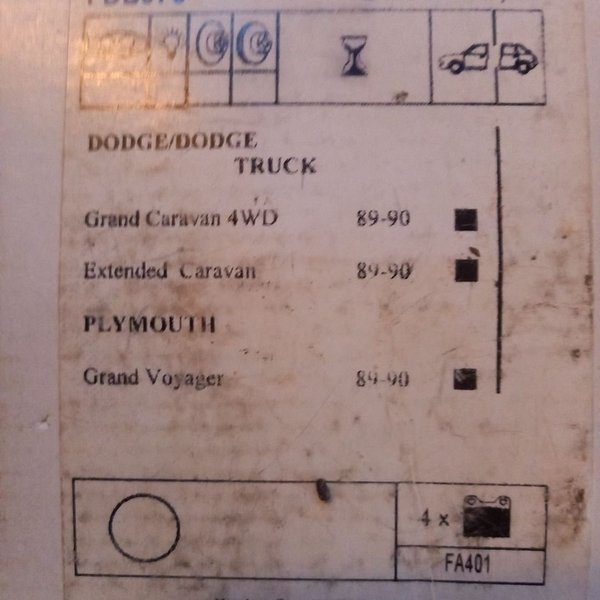 DODGE/DODGE
TRUCK
Grand Caravan 4WD 89-90
Extended Caravan 89-90
PLYMOUTH
Grand Voyager 89-90
4 x
FA401